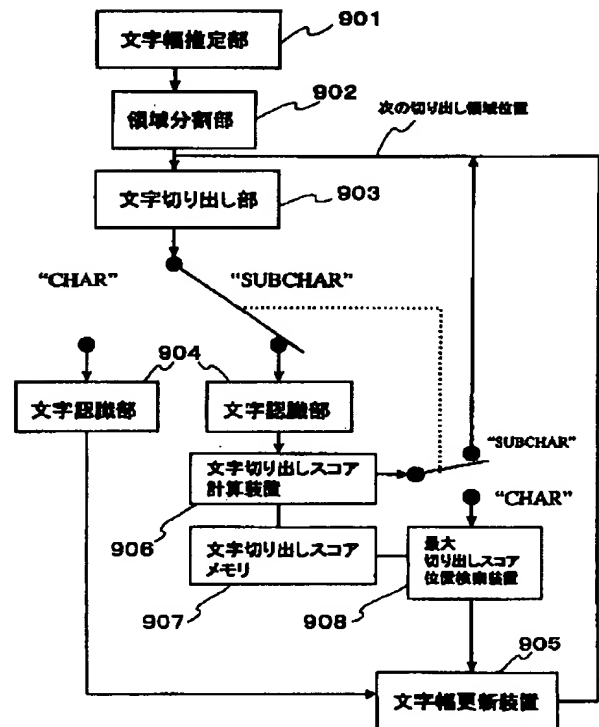 文字幅推定部
901
領域分割部
902
次の切り出し領域位置
文字切り出し部
903
"CHAR"
"SUBCHAR"
904
文字認識部
文字認識部
"SUBCHAR"
文字切り出しスコア
計算装置
"CHAR"
906
文字切り出しスコア
メモリ
最大
切り出しスコア
位置検索装置
907
908
905
文字幅更新装置